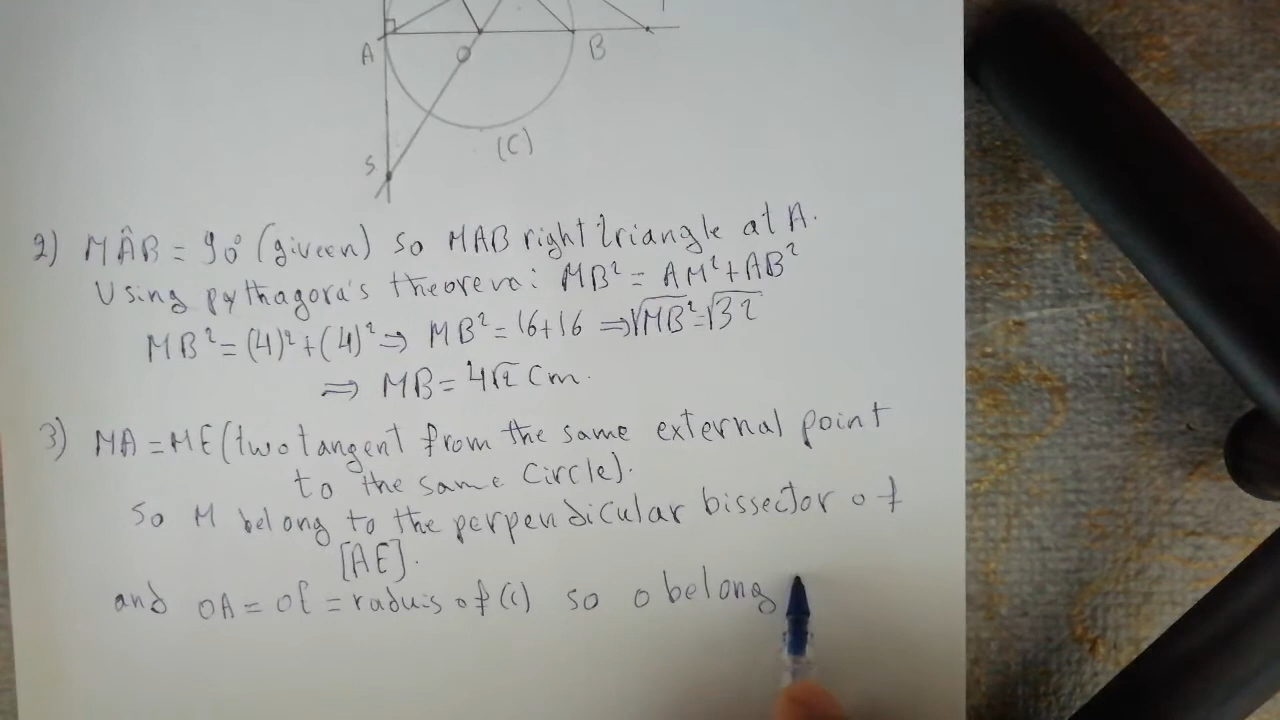 A
O
B
(C)
S
2) MÂB = 90° (giveen) so MAB right triangle at A.
Using pythagora's theorem: MB² = AM² + AB²
MB² = (4)² + (4)² ⇒ MB² = 16 + 16 ⇒ √MB² = √32
⇒ MB = 4√2 cm.
3) MA = ME (two tangent from the same external point
to the same circle).
So M belong to the perpendicular bissector of
[AE].
and OA = OE = raduis of (C) so o belong